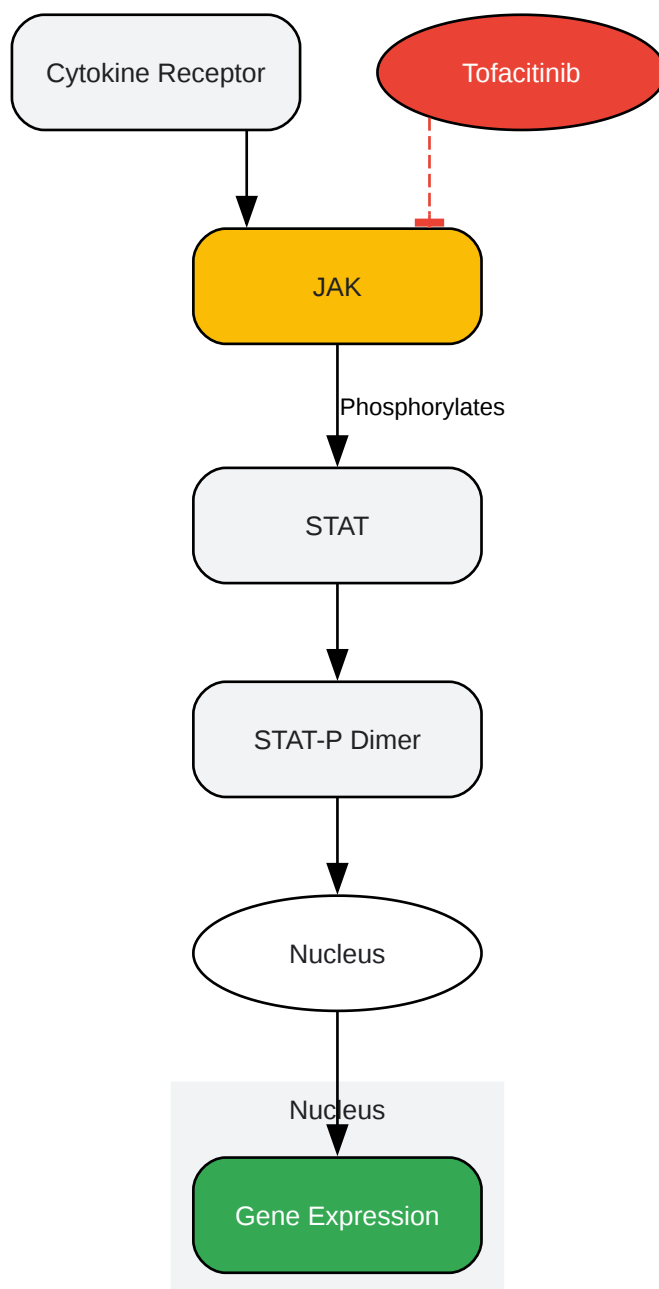 Cytokine Receptor
Tofacitinib
JAK
Phosphorylates
STAT
STAT-P Dimer
Nucleus
Nucleus
Gene Expression